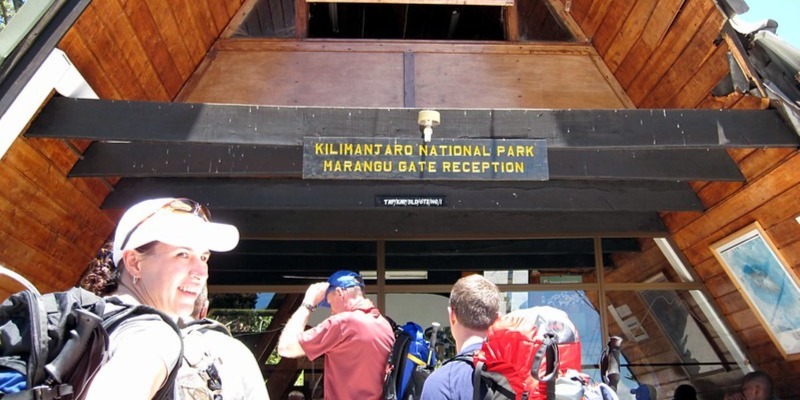 KILIMANJARO NATIONAL PARK
MARANGU GATE RECEPTION